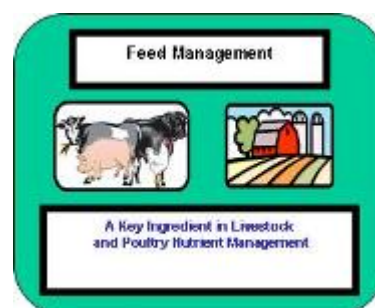 Feed Management
A Key Ingredient in Livestock
and Poultry Nutrient Management